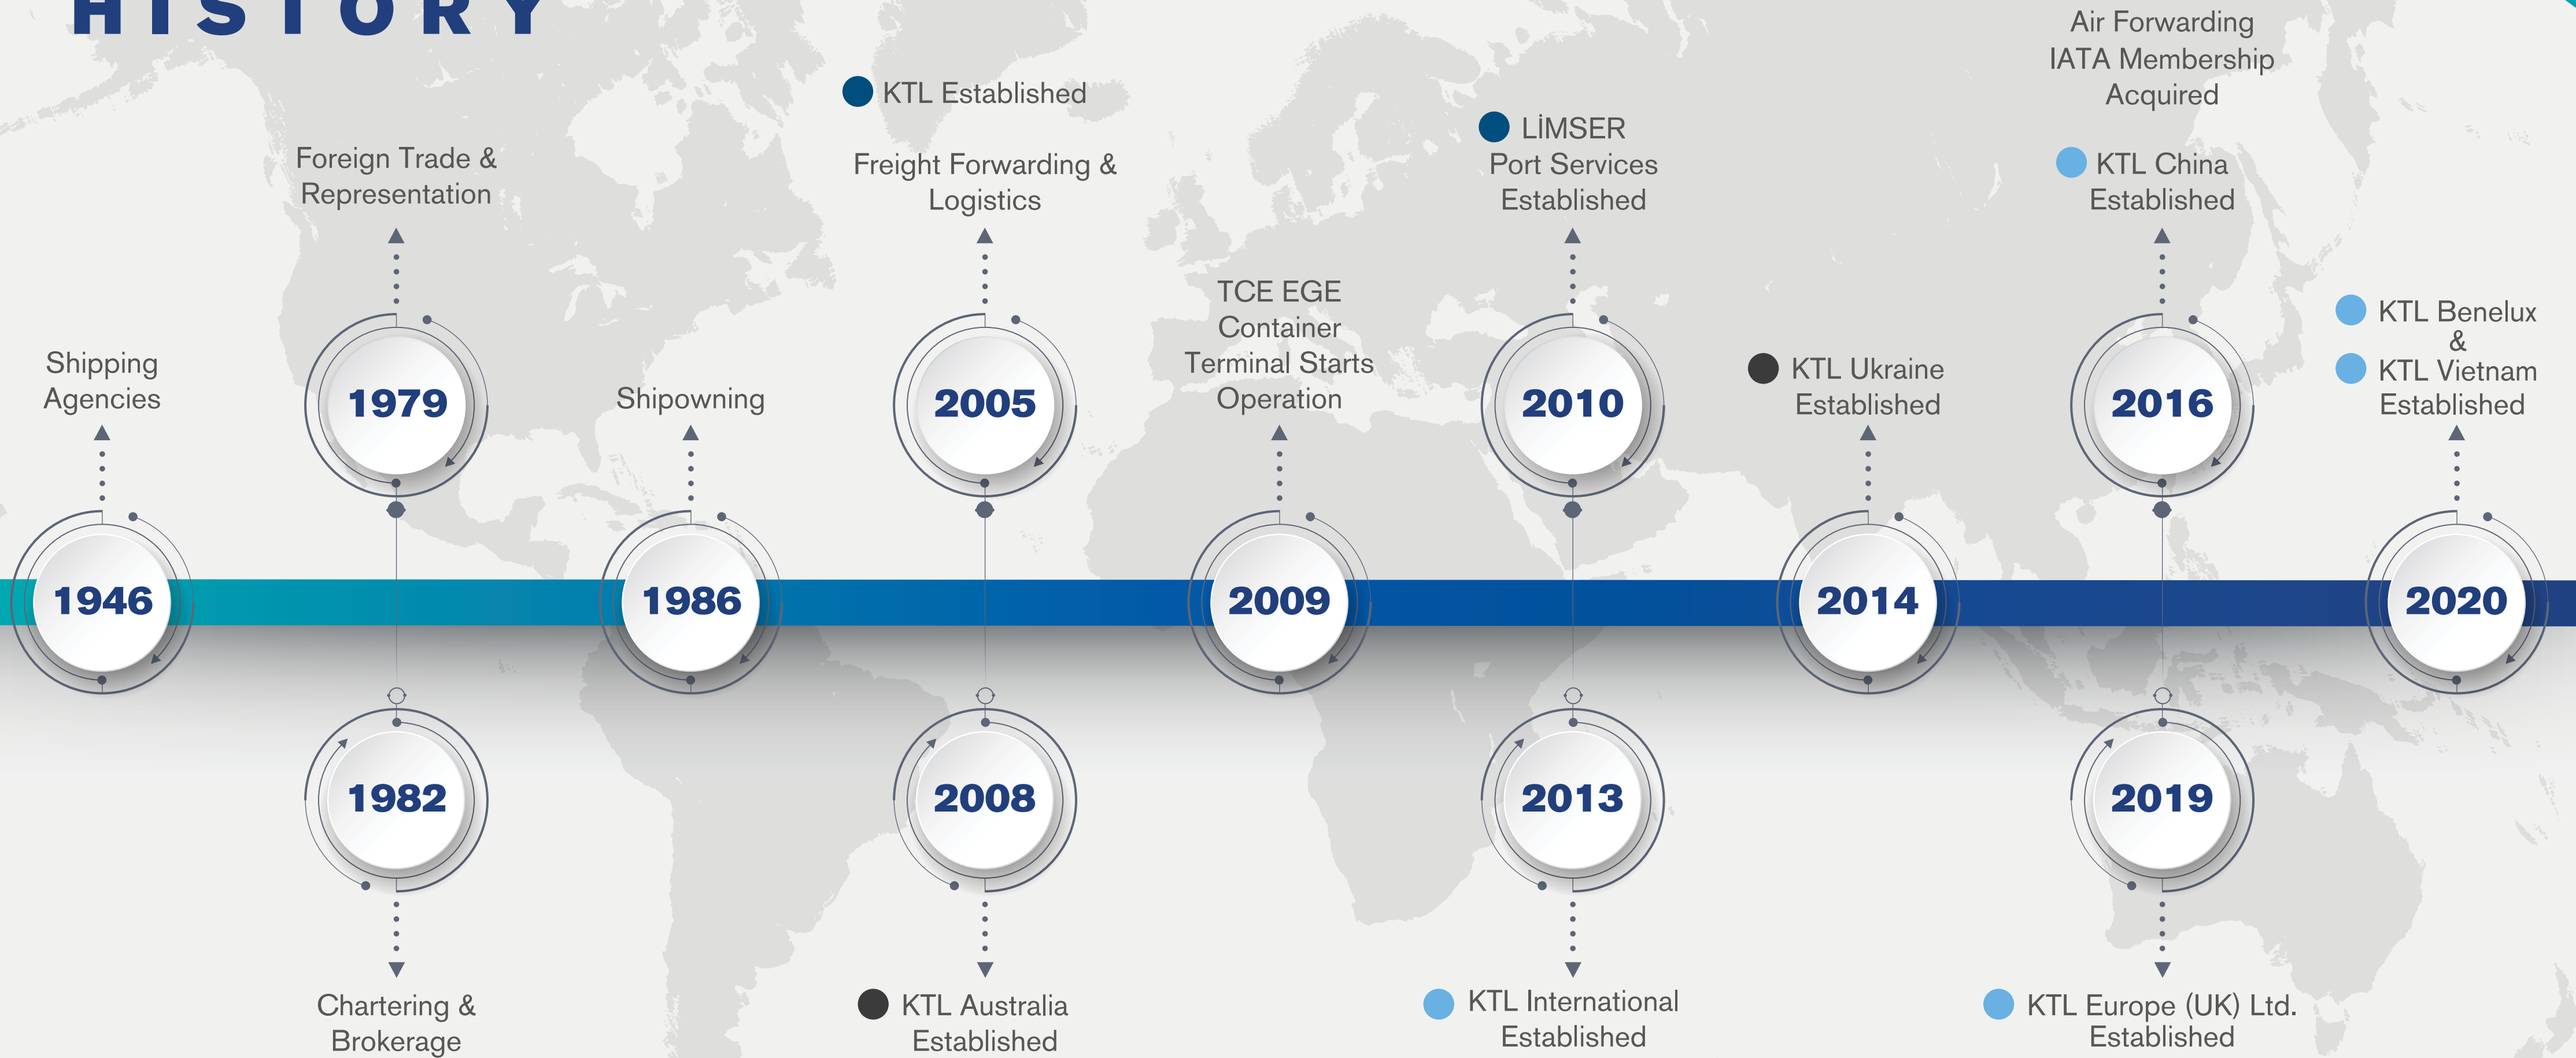 HISTORY
Shipping
Agencies
1946
Foreign Trade &
Representation
1979
1982
Chartering &
Brokerage
Shipowning
1986
KTL Established
Freight Forwarding &
Logistics
2005
2008
KTL Australia
Established
TCE EGE
Container
Terminal Starts
Operation
2009
LİMSER
Port Services
Established
2010
2013
KTL International
Established
KTL Ukraine
Established
2014
Air Forwarding
IATA Membership
Acquired
KTL China
Established
2016
2019
KTL Europe (UK) Ltd.
Established
KTL Benelux
&
KTL Vietnam
Established
2020